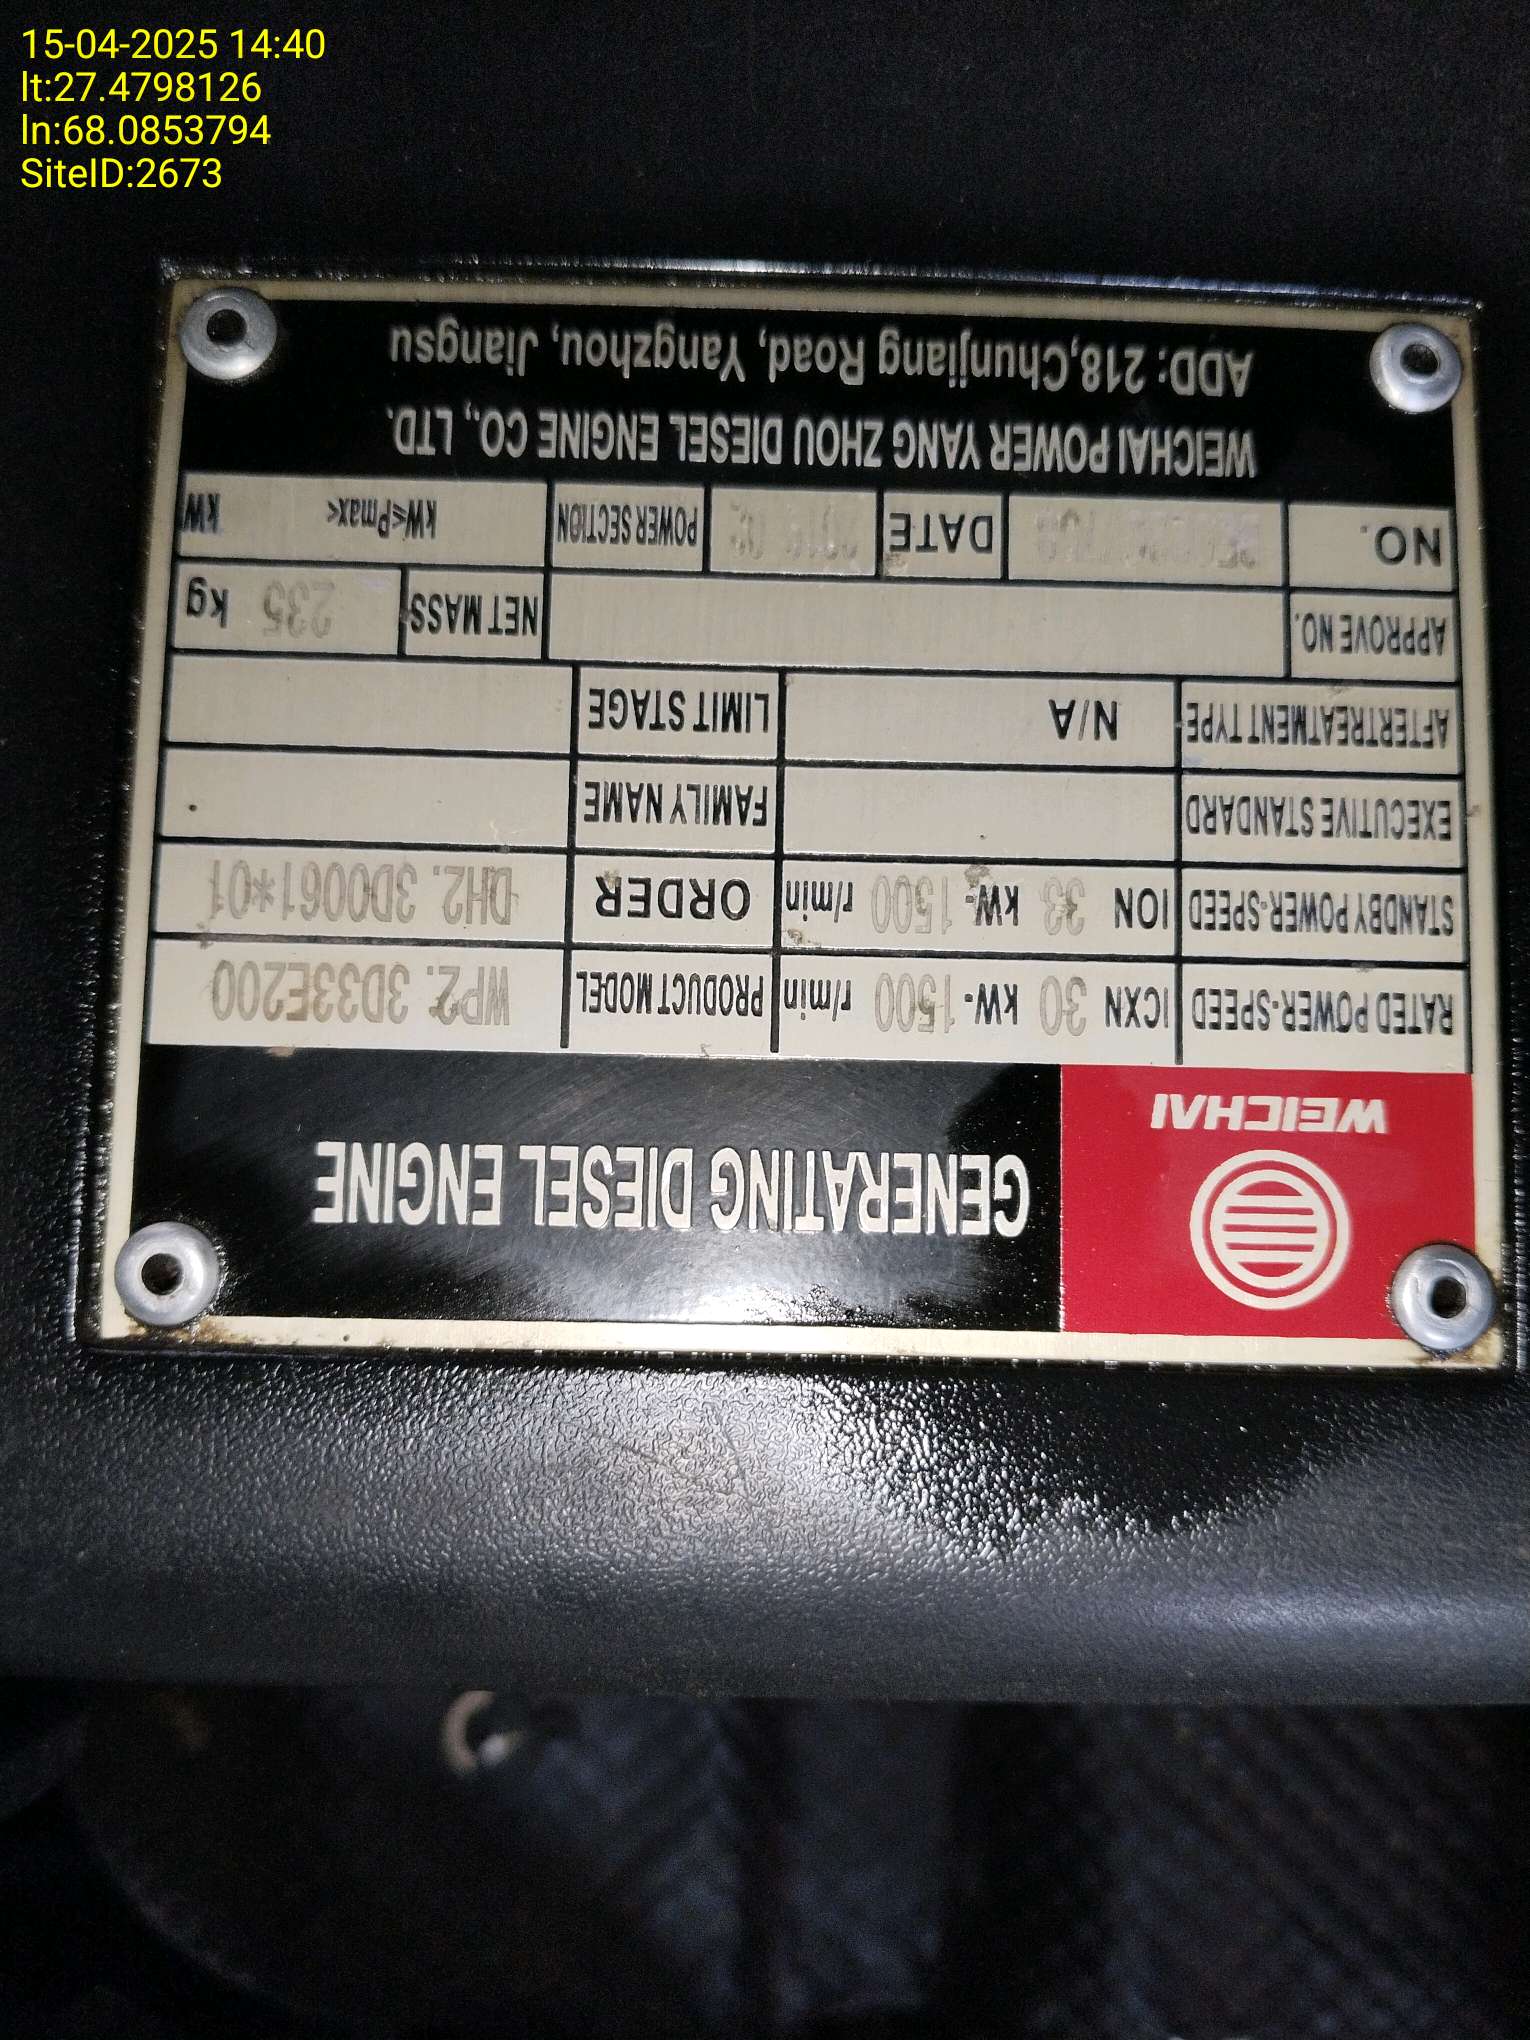 15-04-2025 14:40
lt:27.4798126
ln:68.0853794
SiteID:2673
WEICHAI GENERATING DIESEL ENGINE
RATED POWER-SPEED ICXN 30 kW- 1500 r/min PRODUCT MODEL WP2. 3D33E200
STANDBY POWER-SPEED ION 33 kW- 1500 r/min ORDER DH2. 3D0061*01
EXECUTIVE STANDARD FAMILY NAME
AFTERTREATMENT TYPE N/A LIMIT STAGE
APPROVE NO. NET MASS 235 kg
NO. DATE POWER SECTION kW≤Pmax< kW
WEICHAI POWER YANG ZHOU DIESEL ENGINE CO., LTD.
ADD: 218,Chunjiang Road, Yangzhou, Jiangsu